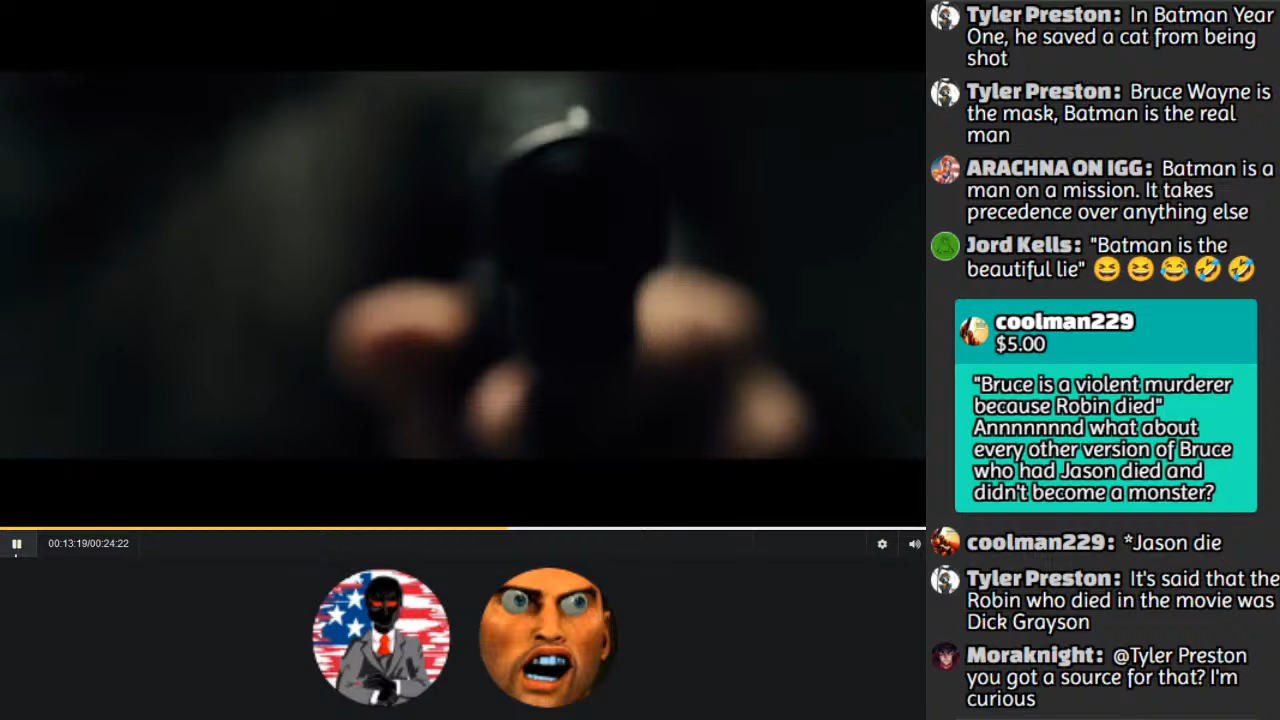 Tyler Preston: In Batman Year
One, he saved a cat from being
shot
Tyler Preston: Bruce Wayne is
the mask, Batman is the real
man
ARACHNA ON IGG: Batman is a
man on a mission. It takes
precedence over anything else
Jord Kells: "Batman is the
beautiful lie" 😆😆😂🤣🤣
coolman229
$5.00
"Bruce is a violent murderer
because Robin died"
Annnnnnnd what about
every other version of Bruce
who had Jason died and
didn't become a monster?
coolman229: *Jason die
Tyler Preston: It's said that the
Robin who died in the movie was
Dick Grayson
Moraknight: @Tyler Preston
you got a source for that? I'm
curious
00:13:19/00:24:22